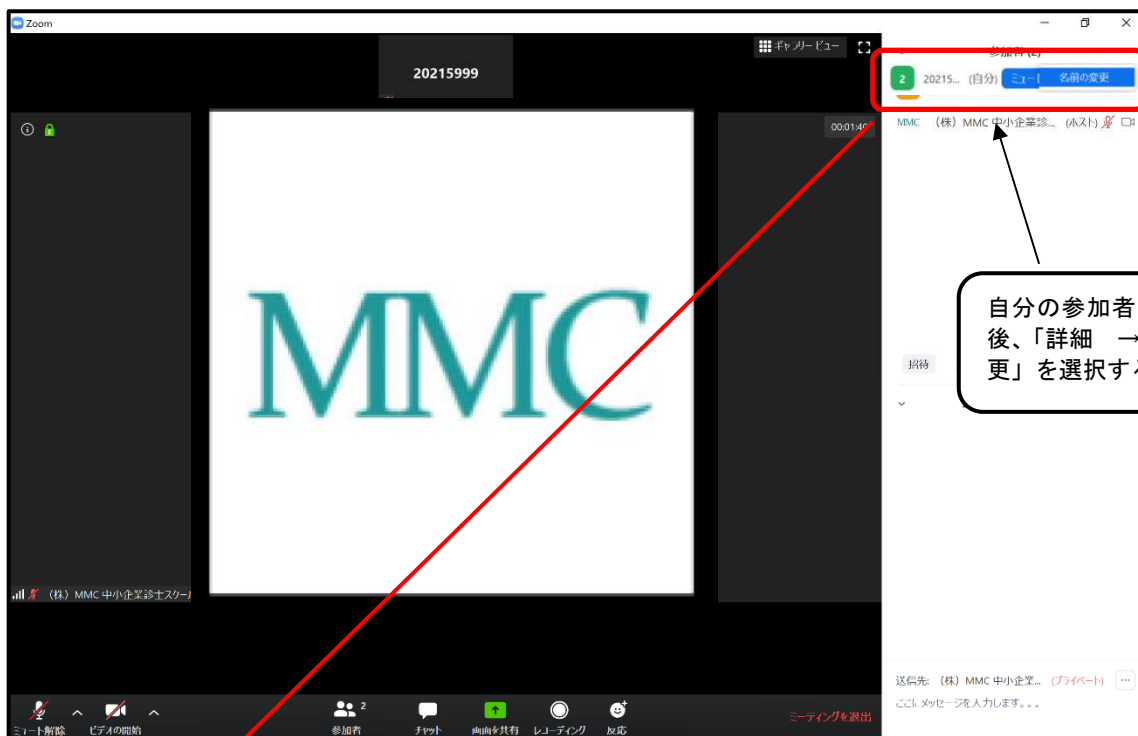 Zoom
20215999
ギャラリービュー
参加者 (2)
2 20215... (自分) ミュート 名前の変更
00:01:40
MMC （株）MMC 中小企業診... (ホスト)
MMC
自分の参加者
後、「詳細 →
更」を選択する
招待
（株）MMC 中小企業診士スクール
送信先: （株）MMC 中小企業... (プライベート) ...
ここにメッセージを入力します。。。
2
ミュート解除 ビデオの開始 参加者 チャット 画面を共有 レコーディング 反応 ミーティングを退出